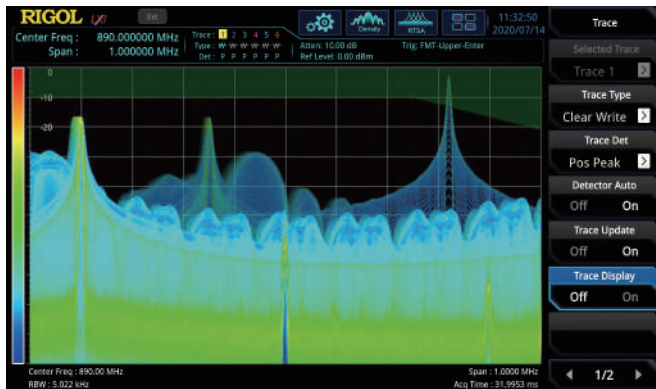 RIGOL LXI Ext
Center Freq : 890.000000 MHz
Span : 1.000000 MHz
Trace : 1 2 3 4 5 6
Type : W W W W W W
Det : P P P P P P
Density
RTSA
Atten: 10.00 dB
Ref Level: 0.00 dBm
Trig: FMT-Upper-Enter
11:32:50
2020/07/14
0
-10
-20
Center Freq : 890.00 MHz
RBW : 5.022 kHz
Span : 1.0000 MHz
Acq Time : 31.9953 ms
Trace
Selected Trace
Trace 1
Trace Type
Clear Write
Trace Det
Pos Peak
Detector Auto
Off On
Trace Update
Off On
Trace Display
Off On
1/2